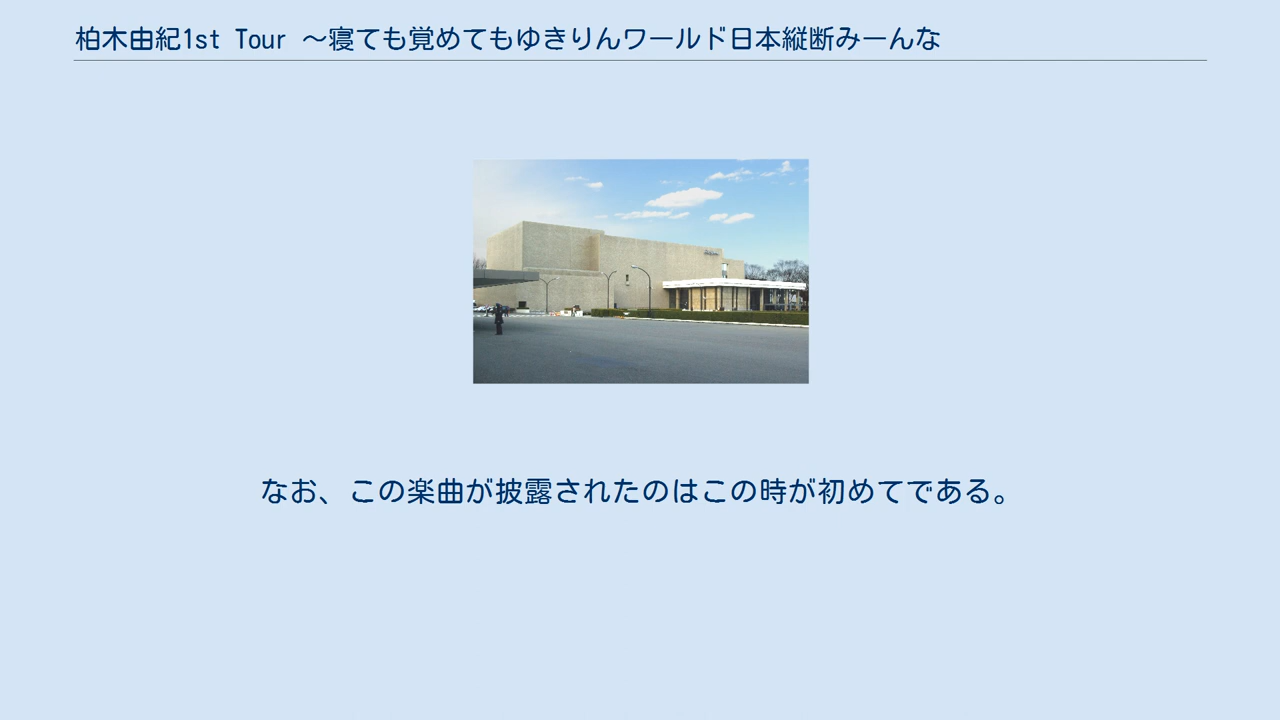 柏木由紀1st Tour ～寝ても覚めてもゆきりんワールド日本縦断みーんな
なお、この楽曲が披露されたのはこの時が初めてである。